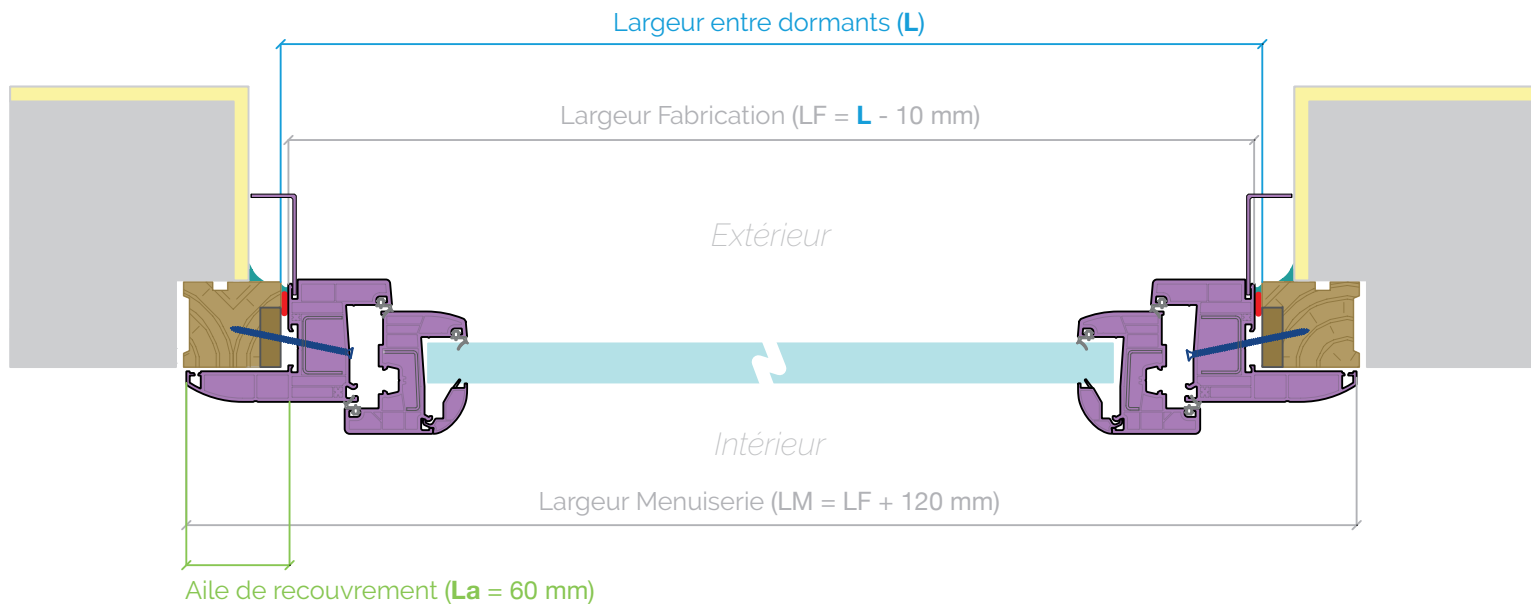 Largeur entre dormants (L)
Largeur Fabrication (LF = L - 10 mm)
Extérieur
Intérieur
Largeur Menuiserie (LM = LF + 120 mm)
Aile de recouvrement (La = 60 mm)